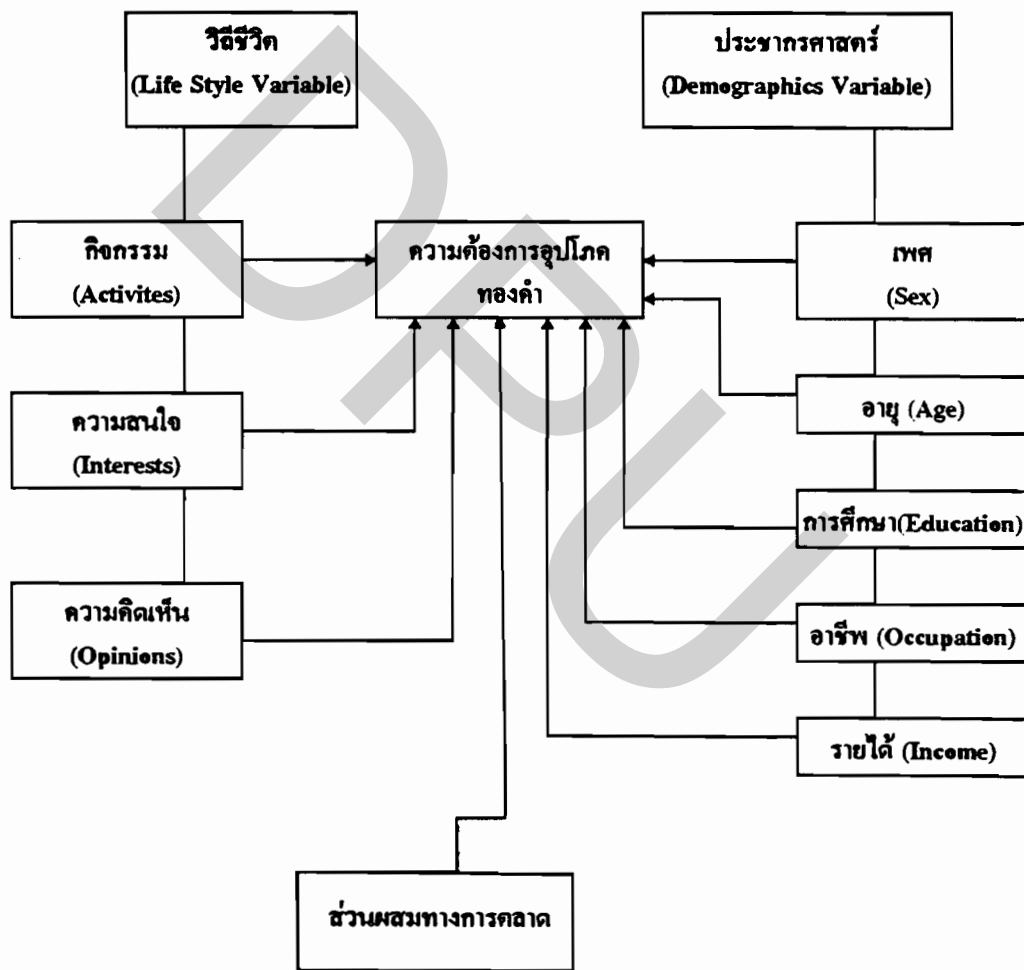 วิถีชีวิต
(Life Style Variable)
ประชากรศาสตร์
(Demographics Variable)
กิจกรรม
(Activites)
ความต้องการอุปโภค
ทองคำ
เพศ
(Sex)
ความสนใจ
(Interests)
อายุ (Age)
การศึกษา(Education)
ความคิดเห็น
(Opinions)
อาชีพ (Occupation)
รายได้ (Income)
ส่วนผสมทางการตลาด
DPU